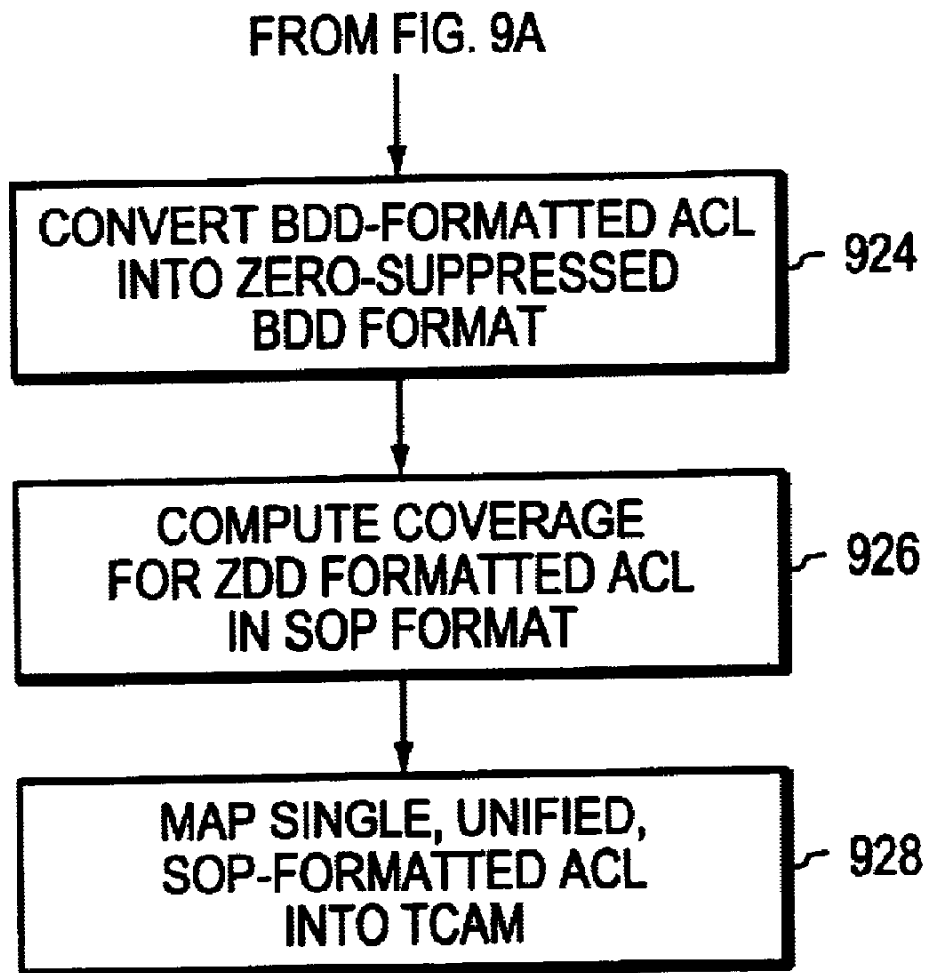 FROM FIG. 9A
CONVERT BDD-FORMATTED ACL
INTO ZERO-SUPPRESSED
BDD FORMAT
924
COMPUTE COVERAGE
FOR ZDD FORMATTED ACL
IN SOP FORMAT
926
MAP SINGLE, UNIFIED,
SOP-FORMATTED ACL
INTO TCAM
928